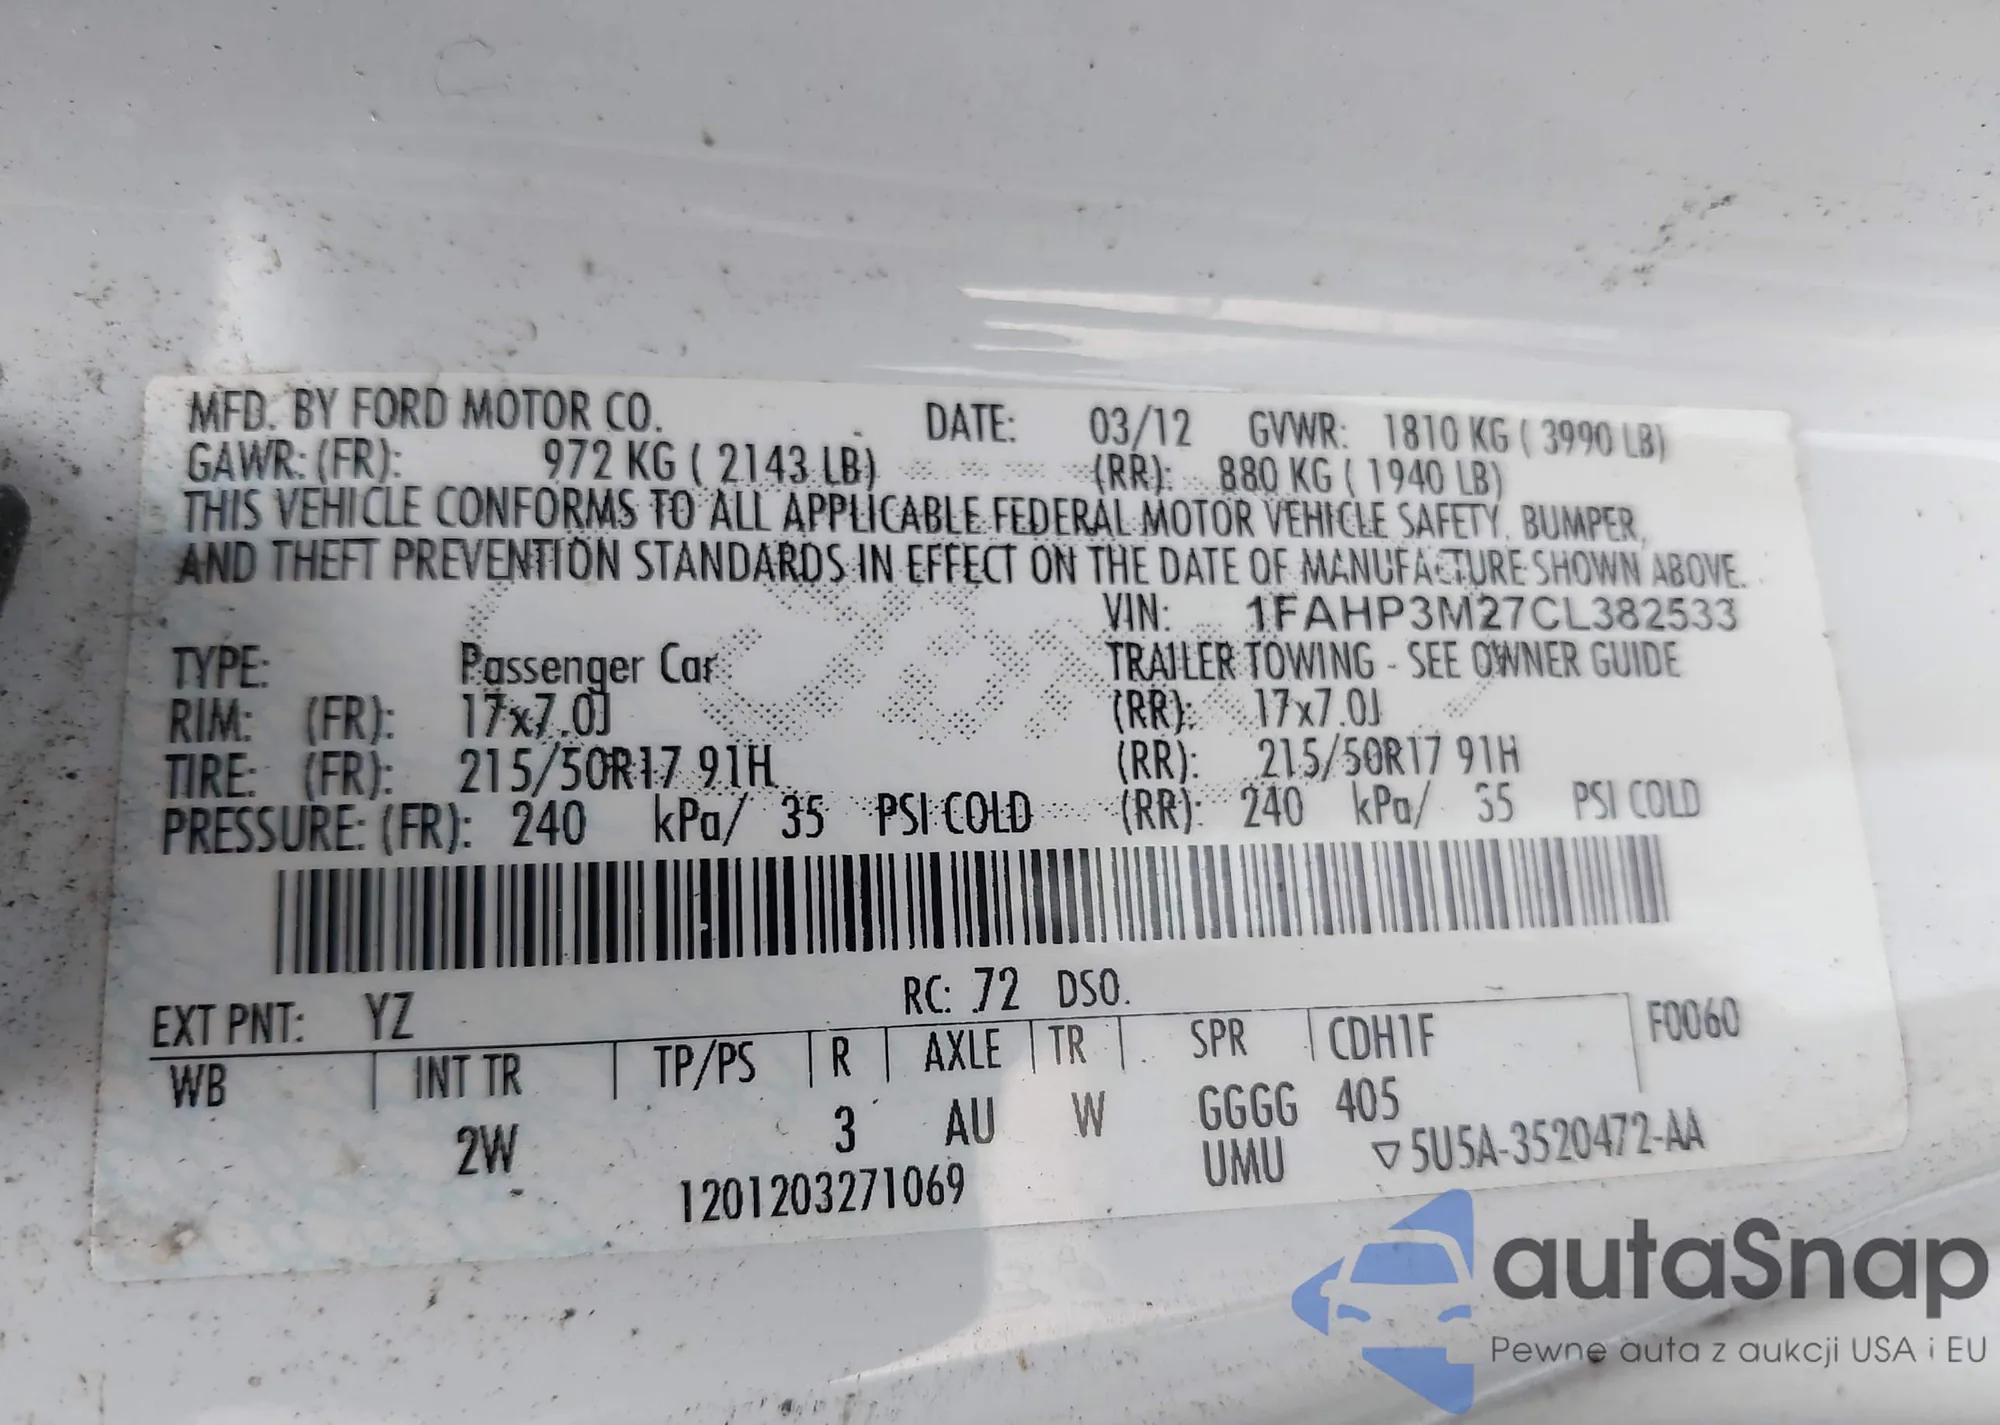 MFD. BY FORD MOTOR CO. DATE: 03/12 GVWR: 1810 KG ( 3990 LB)
GAWR: (FR): 972 KG ( 2143 LB) (RR): 880 KG ( 1940 LB)
THIS VEHICLE CONFORMS TO ALL APPLICABLE FEDERAL MOTOR VEHICLE SAFETY, BUMPER,
AND THEFT PREVENTION STANDARDS IN EFFECT ON THE DATE OF MANUFACTURE SHOWN ABOVE.
VIN: 1FAHP3M27CL382533
TYPE: Passenger Car TRAILER TOWING - SEE OWNER GUIDE
RIM: (FR): 17x7.0J (RR): 17x7.0J
TIRE: (FR): 215/50R17 91H (RR): 215/50R17 91H
PRESSURE: (FR): 240 kPa/ 35 PSI COLD (RR): 240 kPa/ 35 PSI COLD
EXT PNT: YZ RC: 72 DSO.
WB INT TR TP/PS R AXLE TR SPR CDH1F F0060
2W 3 AU W GGGG 405
1201203271069 UMU ▽5U5A-3520472-AA
autaSnap
Pewne auta z aukcji USA i EU